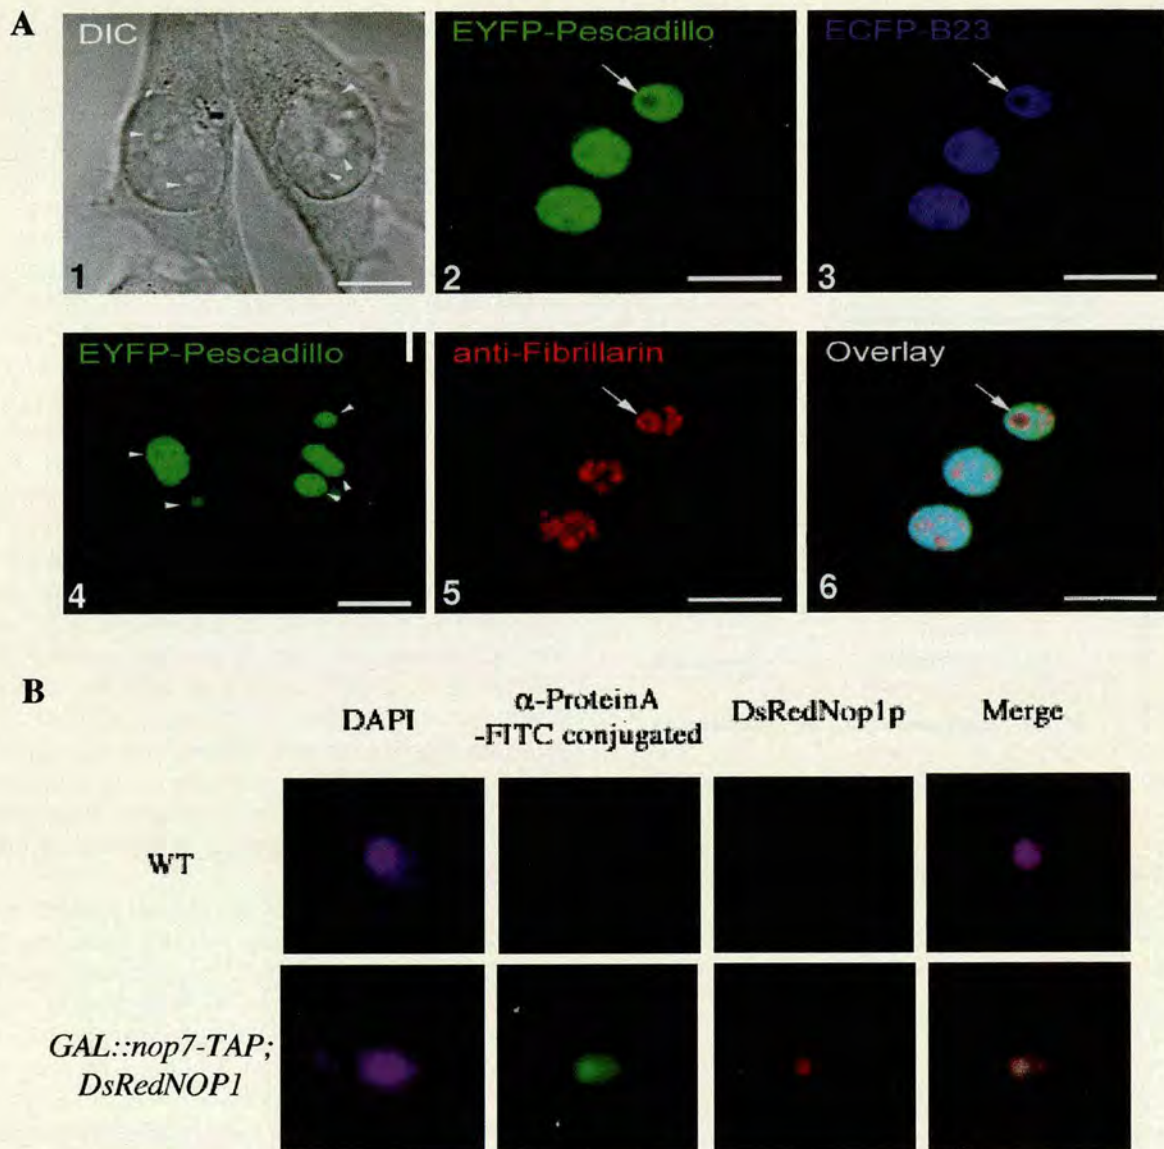 A
DIC
1
EYFP-Pescadillo
2
ECFP-B23
3
EYFP-Pescadillo
4
anti-Fibrillarin
5
Overlay
6
B
DAPI
α-ProteinA
-FITC conjugated
DsRedNop1p
Merge
WT
GAL::nop7-TAP;
DsRedNOP1